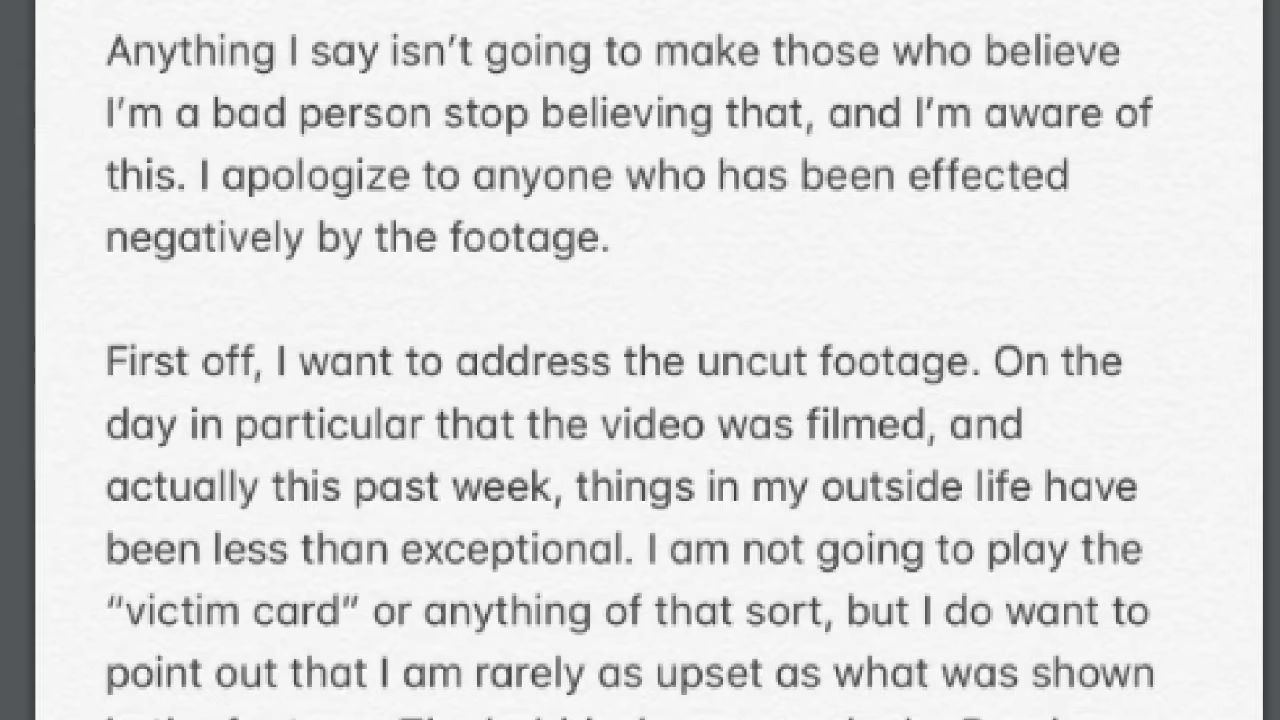 Anything I say isn’t going to make those who believe
I’m a bad person stop believing that, and I’m aware of
this. I apologize to anyone who has been effected
negatively by the footage.
First off, I want to address the uncut footage. On the
day in particular that the video was filmed, and
actually this past week, things in my outside life have
been less than exceptional. I am not going to play the
“victim card” or anything of that sort, but I do want to
point out that I am rarely as upset as what was shown